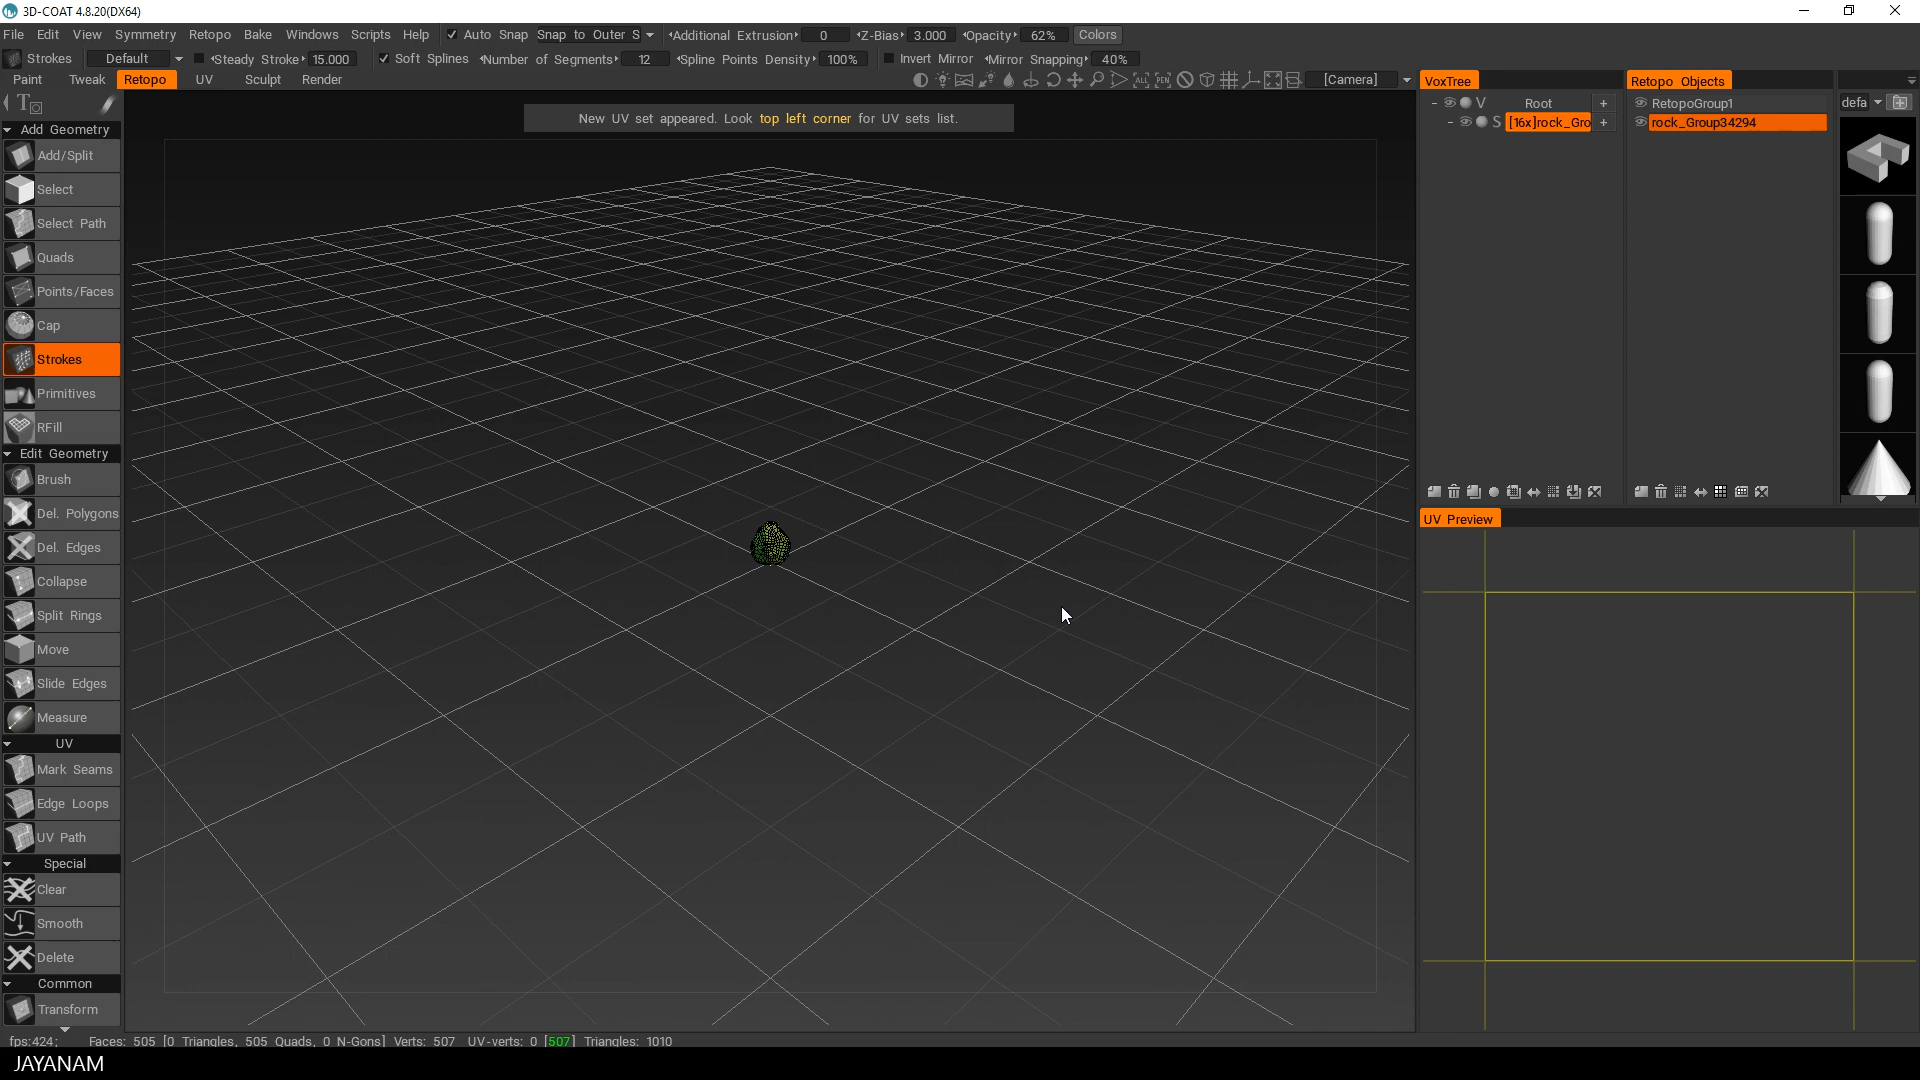 3D-COAT 4.8.20(DX64)
File Edit View Symmetry Retopo Bake Windows Scripts Help Auto Snap Snap to Outer S Additional Extrusion 0 Z-Bias 3.000 Opacity 62% Colors
Strokes Default Steady Stroke 15.000 Soft Splines Number of Segments 12 Spline Points Density 100% Invert Mirror Mirror Snapping 40%
Paint Tweak Retopo UV Sculpt Render ALL PEN [Camera]
VoxTree
Retopo Objects
V Root +
S [16x]rock_Gro +
RetopoGroup1
rock_Group34294
defa
New UV set appeared. Look top left corner for UV sets list.
Add Geometry
Add/Split
Select
Select Path
Quads
Points/Faces
Cap
Strokes
Primitives
RFill
Edit Geometry
Brush
Del. Polygons
Del. Edges
Collapse
Split Rings
Move
Slide Edges
Measure
UV
Mark Seams
Edge Loops
UV Path
Special
Clear
Smooth
Delete
Common
Transform
UV Preview
fps:424; Faces: 505 [0 Triangles, 505 Quads, 0 N-Gons] Verts: 507 UV-verts: 0 [507] Triangles: 1010
JAYANAM